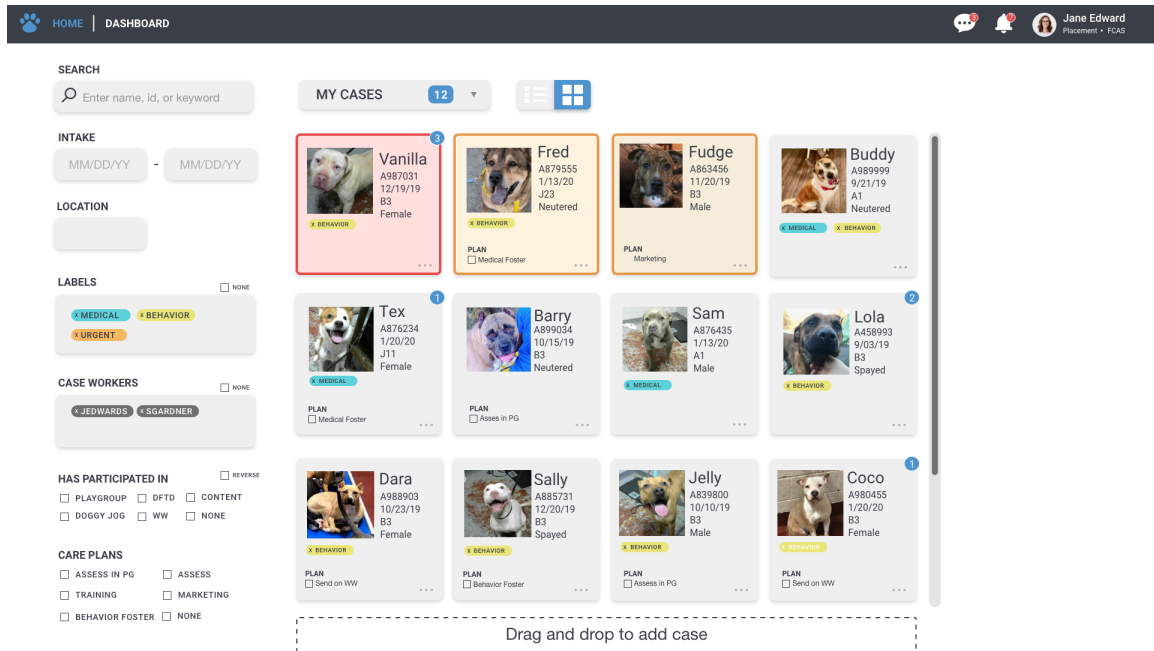 HOME | DASHBOARD
3
7
Jane Edward
Placement • FCAS
SEARCH
Enter name, id, or keyword
INTAKE
MM/DD/YY - MM/DD/YY
LOCATION
LABELS
NONE
x MEDICAL x BEHAVIOR
x URGENT
CASE WORKERS
NONE
x JEDWARDS x SGARDNER
HAS PARTICIPATED IN
REVERSE
PLAYGROUP DFTD CONTENT
DOGGY JOG WW NONE
CARE PLANS
ASSESS IN PG ASSESS
TRAINING MARKETING
BEHAVIOR FOSTER NONE
MY CASES 12
3
Vanilla
A987031
12/19/19
B3
Female
x BEHAVIOR
...
Fred
A879555
1/13/20
J23
Neutered
x BEHAVIOR
PLAN
Medical Foster
...
Fudge
A863456
11/20/19
B3
Male
PLAN
Marketing
...
Buddy
A989999
9/21/19
A1
Neutered
x MEDICAL x BEHAVIOR
...
1
Tex
A876234
1/20/20
J11
Female
x MEDICAL
PLAN
Medical Foster
...
Barry
A899034
10/15/19
B3
Neutered
PLAN
Asses in PG
...
Sam
A876435
1/13/20
A1
Male
x MEDICAL
...
2
Lola
A458993
9/03/19
B3
Spayed
x BEHAVIOR
...
Dara
A988903
10/23/19
B3
Female
x BEHAVIOR
PLAN
Send on WW
...
Sally
A885731
12/20/19
B3
Spayed
x BEHAVIOR
PLAN
Behavior Foster
...
Jelly
A839800
10/10/19
B3
Male
x BEHAVIOR
PLAN
Assess in PG
...
1
Coco
A980455
1/20/20
B3
Female
x BEHAVIOR
PLAN
Send on WW
...
Drag and drop to add case